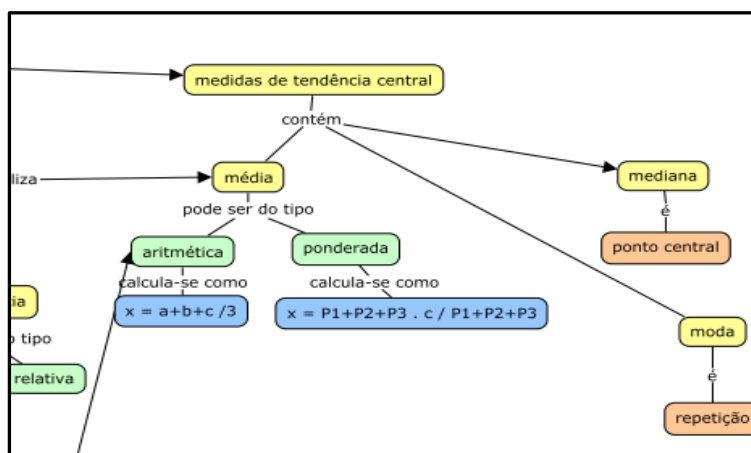 medidas de tendência central
contém
liza
média
mediana
pode ser do tipo
é
aritmética
ponderada
ponto central
calcula-se como
calcula-se como
cia
x = a+b+c /3
x = P1+P2+P3 . c / P1+P2+P3
moda
o tipo
relativa
é
repetição